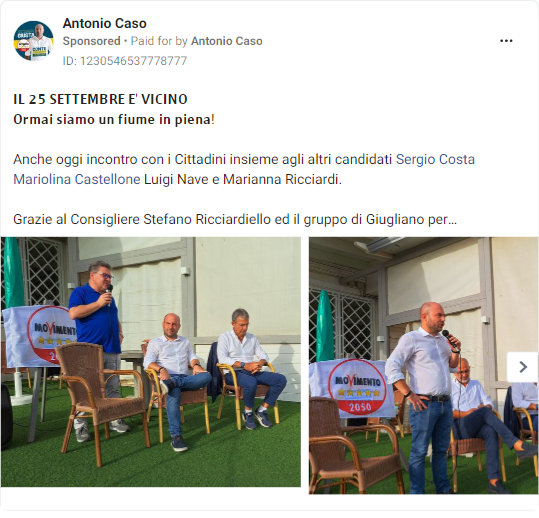 Antonio Caso
Sponsored • Paid for by Antonio Caso
ID: 1230546537778777
IL 25 SETTEMBRE E' VICINO
Ormai siamo un fiume in piena!
Anche oggi incontro con i Cittadini insieme agli altri candidati Sergio Costa
Mariolina Castellone Luigi Nave e Marianna Ricciardi.
Grazie al Consigliere Stefano Ricciardiello ed il gruppo di Giugliano per...
MOVIMENTO
2
MOVIMENTO
2050